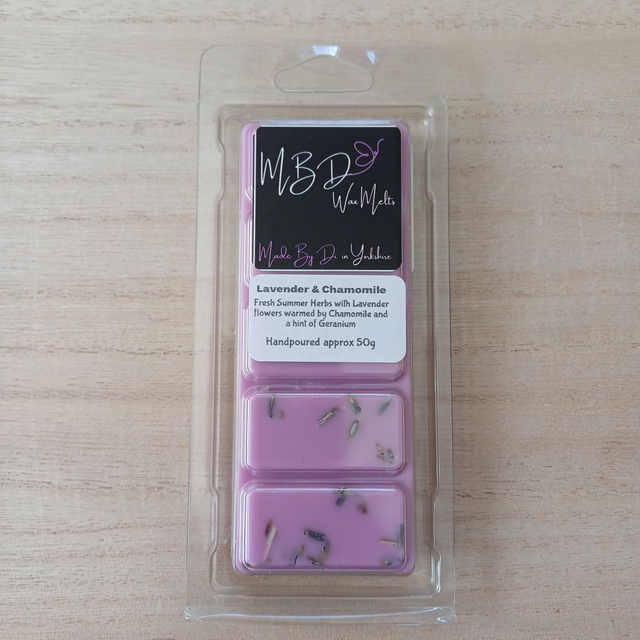 MBD
Wax Melts
Made By Di in Yorkshire
Lavender & Chamomile
Fresh Summer Herbs with Lavender
flowers warmed by Chamomile and
a hint of Geranium
Handpoured approx 50g